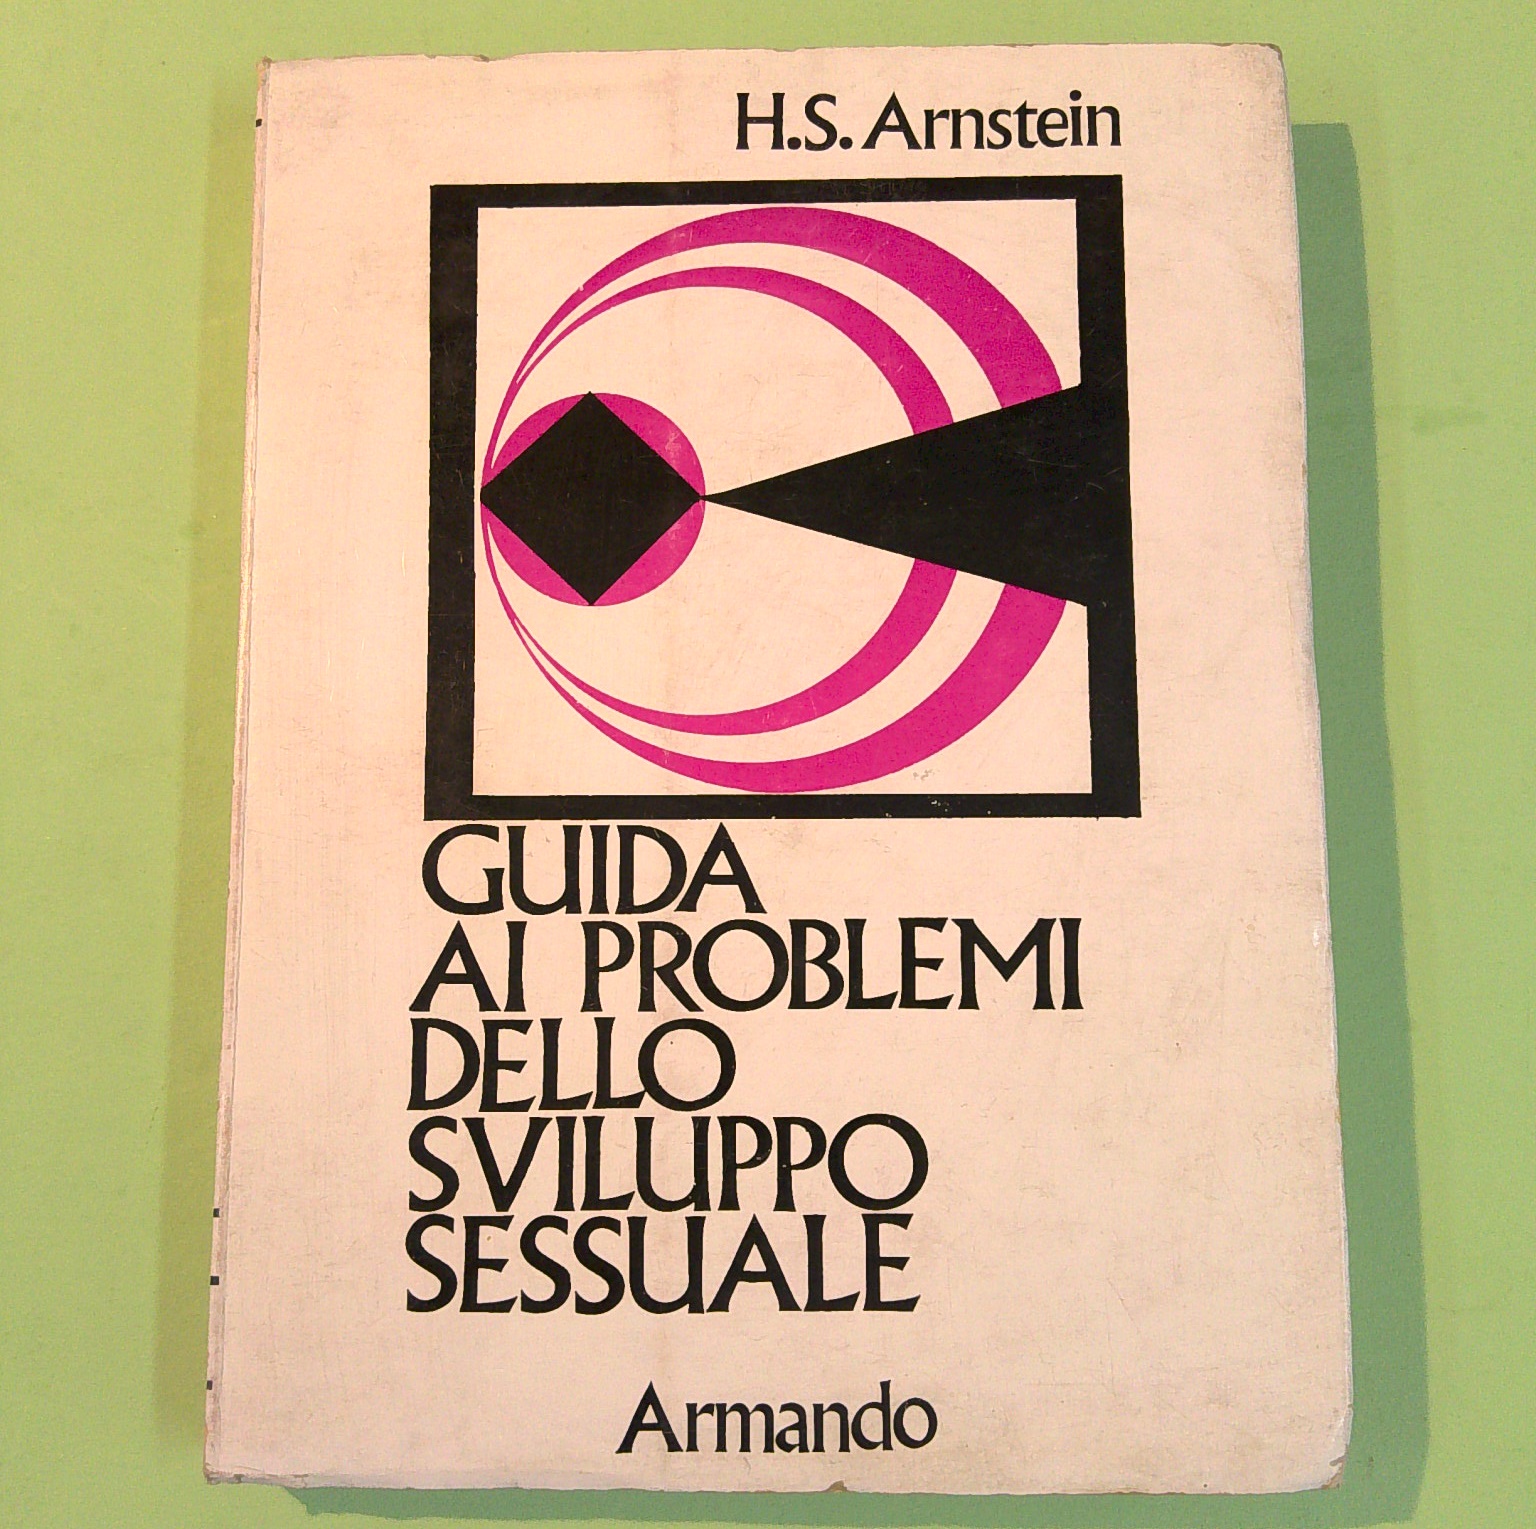 H.S. Arnstein
GUIDA
AI PROBLEMI
DELLO
SVILUPPO
SESSUALE
Armando